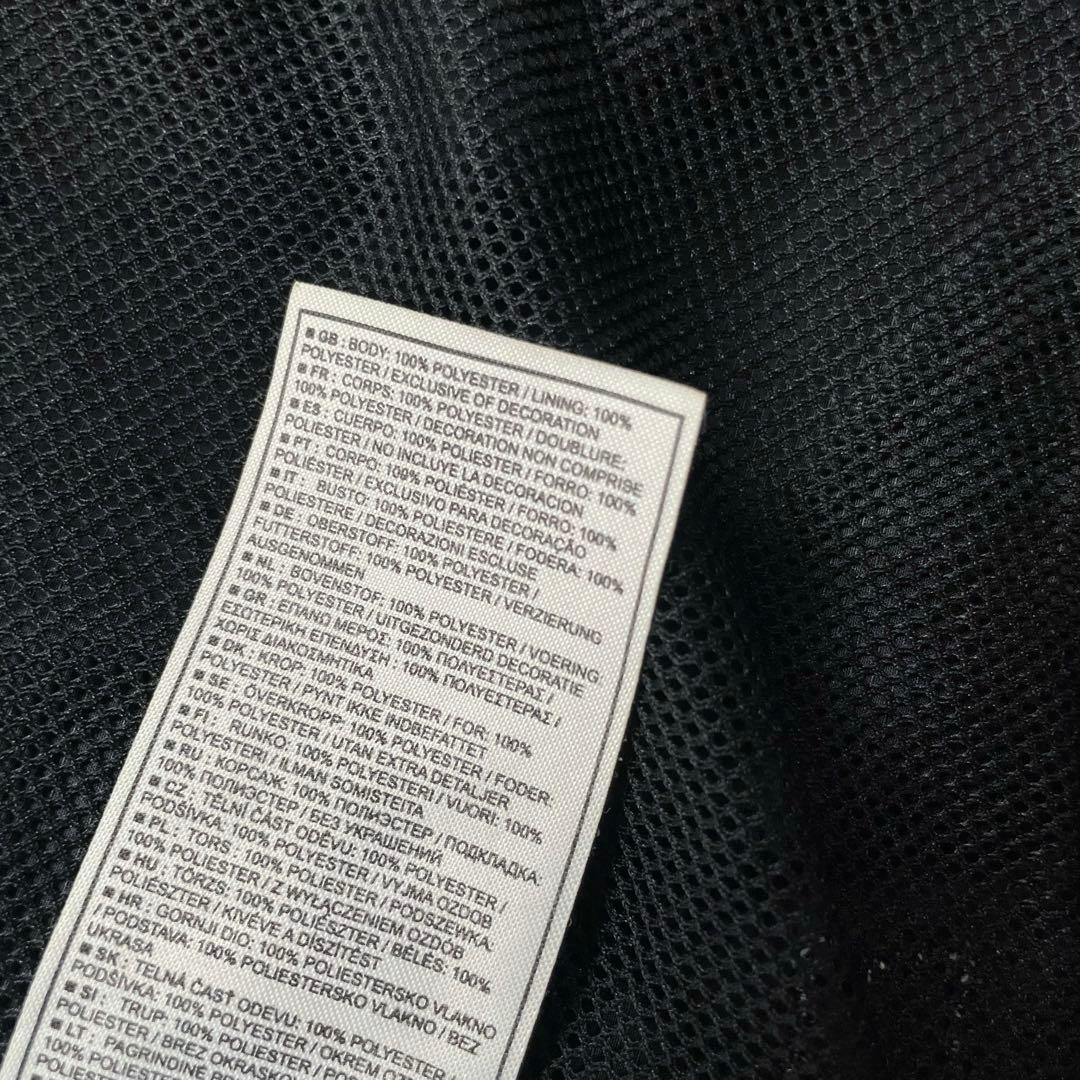 ■ GB : BODY: 100% POLYESTER / LINING: 100%
POLYESTER / EXCLUSIVE OF DECORATION
■ FR : CORPS: 100% POLYESTER / DOUBLURE:
100% POLYESTER / DECORATION NON COMPRISE
■ ES : CUERPO: 100% POLIESTER / FORRO: 100%
POLIESTER / NO INCLUYE LA DECORACION
■ PT : CORPO: 100% POLIÉSTER / FORRO: 100%
POLIÉSTER / EXCLUSIVO PARA DECORAÇÃO
■ IT : BUSTO: 100% POLIESTERE / FODERA: 100%
POLIESTERE / DECORAZIONI ESCLUSE
■ DE : OBERSTOFF: 100% POLYESTER /
FUTTERSTOFF: 100% POLYESTER / VERZIERUNG
AUSGENOMMEN
■ NL : BOVENSTOF: 100% POLYESTER / VOERING:
100% POLYESTER / UITGEZONDERD DECORATIE
■ GR : ΕΠΑΝΩ ΜΕΡΟΣ: 100% ΠΟΛΥΕΣΤΕΡΑΣ /
ΕΣΩΤΕΡΙΚΗ ΕΠΕΝΔΥΣΗ : 100% ΠΟΛΥΕΣΤΕΡΑΣ /
ΧΩΡΙΣ ΔΙΑΚΟΣΜΗΤΙΚΑ
■ DK : KROP: 100% POLYESTER / FOR: 100%
POLYESTER / PYNT IKKE INDBEFATTET
■ SE : ÖVERKROPP: 100% POLYESTER / FODER:
100% POLYESTER / UTAN EXTRA DETALJER
■ FI : RUNKO: 100% POLYESTERI / VUORI: 100%
POLYESTERI / ILMAN SOMISTEITA
■ RU : КОРСАЖ: 100% ПОЛИЭСТЕР / ПОДКЛАДКА:
100% ПОЛИЭСТЕР / БЕЗ УКРАШЕНИЙ
■ CZ : TĚLNÍ ČÁST ODĚVU: 100% POLYESTER /
PODŠÍVKA: 100% POLYESTER / VYJMA OZDOB
■ PL : TORS : 100% POLIESTER / PODSZEWKA:
100% POLIESTER / Z WYŁĄCZENIEM OZDÓB
■ HU : TÖRZS: 100% POLIÉSZTER / BÉLÉS: 100%
POLIÉSZTER / KIVÉVE A DÍSZÍTÉST
■ HR : GORNJI DIO: 100% POLIESTERSKO VLAKNO
/ PODSTAVA: 100% POLIESTERSKO VLAKNO / BEZ
UKRASA
■ SK : TELNÁ ČASŤ ODEVU: 100% POLYESTER /
PODŠÍVKA: 100% POLYESTER / OKREM
■ SI : TRUP: 100% POLIESTER /
POLIESTER / BREZ
■ LT : PAGRINDINĖ
100% POLIESTER